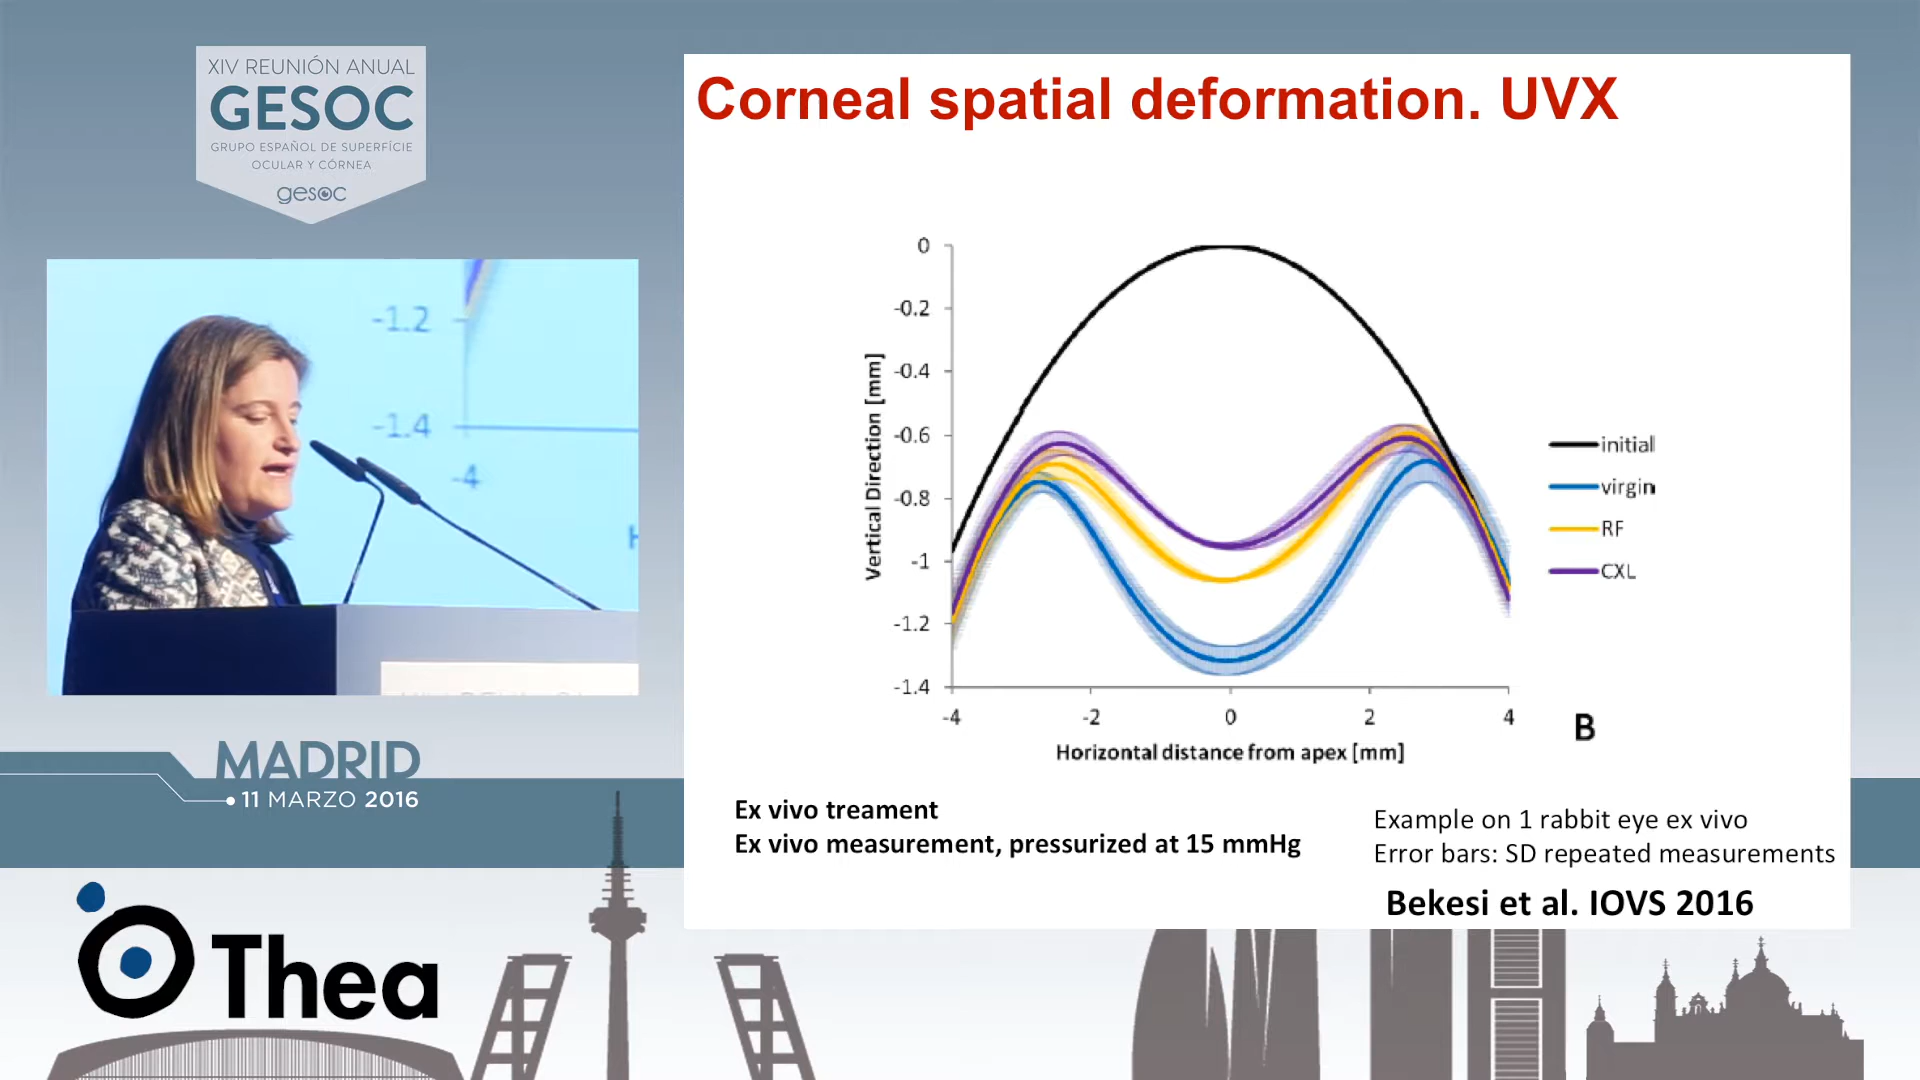 XIV REUNIÓN ANUAL
GESOC
GRUPO ESPAÑOL DE SUPERFÍCIE
OCULAR Y CÓRNEA
gesoc
-1.2
-1.4
-4
MADRID
11 MARZO 2016
Thea
Corneal spatial deformation. UVX
0
-0.2
-0.4
-0.6
-0.8
-1
-1.2
-1.4
Vertical Direction [mm]
-4
-2
0
2
4
Horizontal distance from apex [mm]
initial
virgin
RF
CXL
B
Ex vivo treament
Ex vivo measurement, pressurized at 15 mmHg
Example on 1 rabbit eye ex vivo
Error bars: SD repeated measurements
Bekesi et al. IOVS 2016